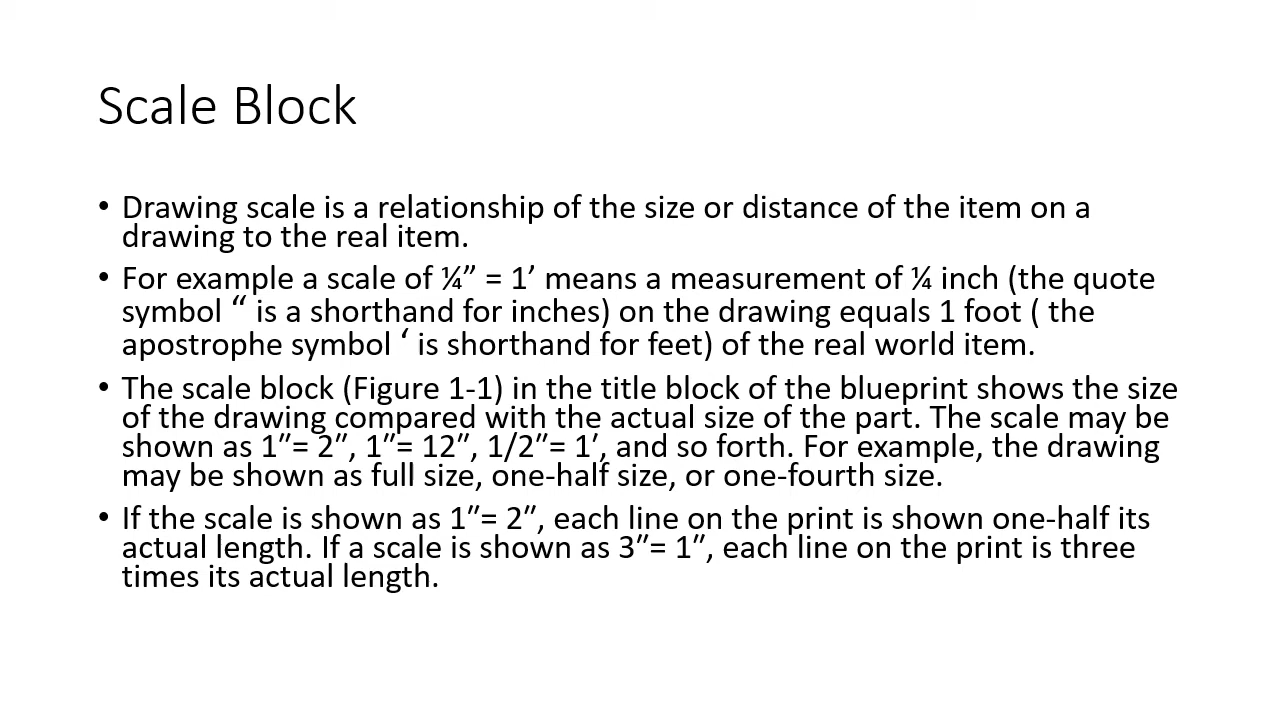 Scale Block
• Drawing scale is a relationship of the size or distance of the item on a
drawing to the real item.
• For example a scale of ¼” = 1’ means a measurement of ¼ inch (the quote
symbol “ is a shorthand for inches) on the drawing equals 1 foot ( the
apostrophe symbol ‘ is shorthand for feet) of the real world item.
• The scale block (Figure 1-1) in the title block of the blueprint shows the size
of the drawing compared with the actual size of the part. The scale may be
shown as 1″= 2″, 1″= 12″, 1/2″= 1′, and so forth. For example, the drawing
may be shown as full size, one-half size, or one-fourth size.
• If the scale is shown as 1″= 2″, each line on the print is shown one-half its
actual length. If a scale is shown as 3″= 1″, each line on the print is three
times its actual length.